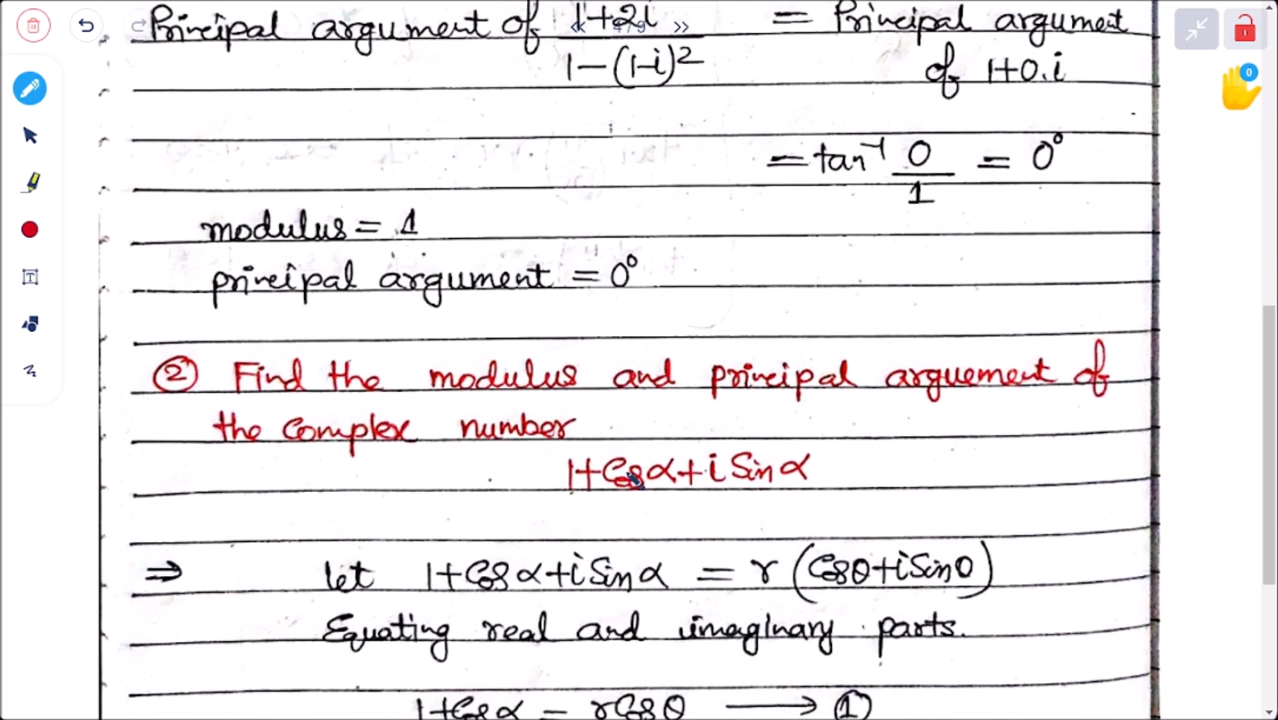 Principal argument of 1+2i / 1-(1-i)² = Principal argument of 1+0.i
= tan⁻¹ 0/1 = 0°
modulus = 1
principal argument = 0°
② Find the modulus and principal arguement of
the complex number
1+Cosα+i Sinα
⇒ let 1+Cosα+iSinα = r (Cosθ+iSinθ)
Equating real and imaginary parts.
1+Cosα = rCosθ ⟶ ①